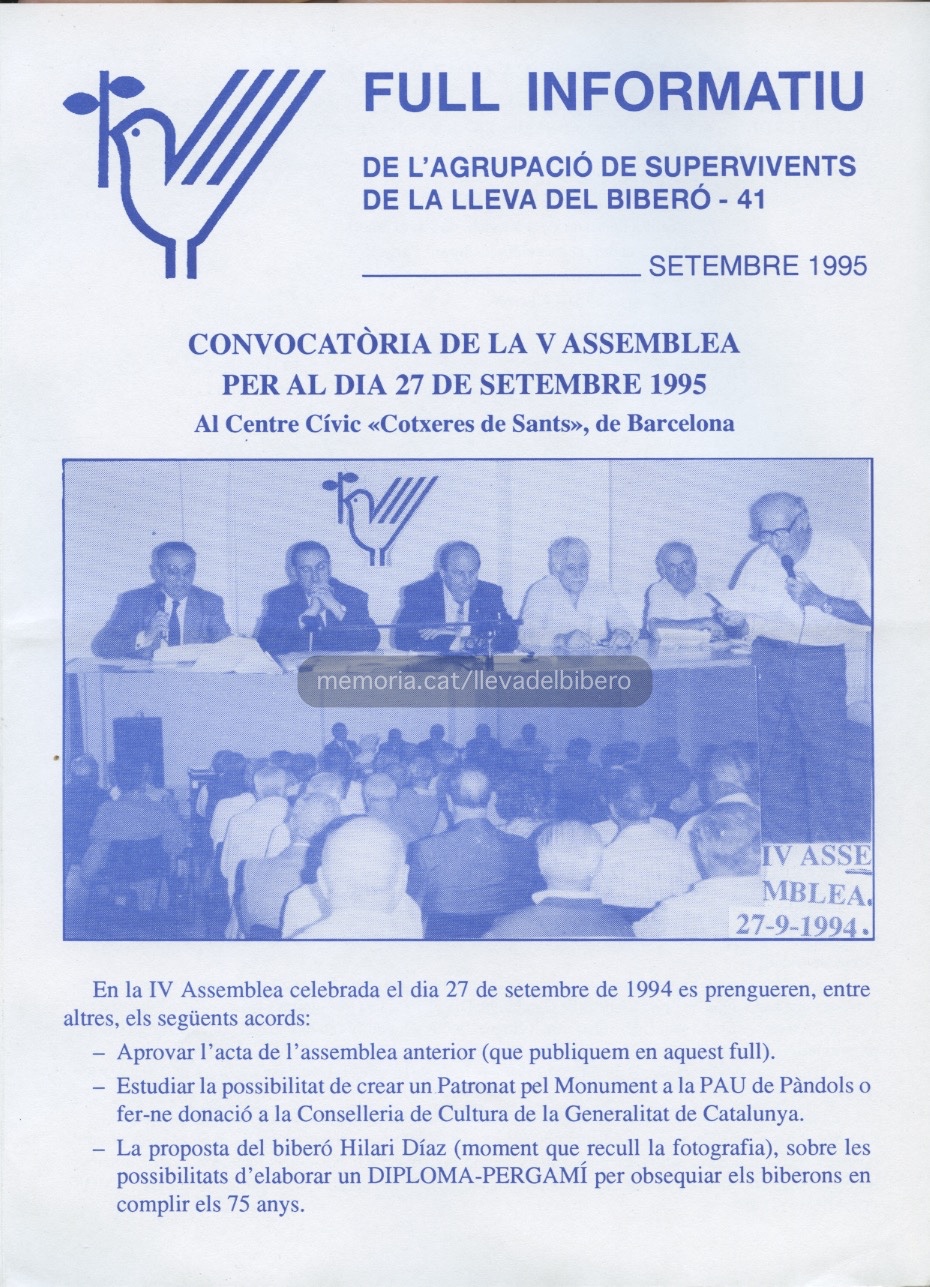 FULL INFORMATIU
DE L'AGRUPACIÓ DE SUPERVIVENTS
DE LA LLEVA DEL BIBERÓ - 41
SETEMBRE 1995
CONVOCATÒRIA DE LA V ASSEMBLEA
PER AL DIA 27 DE SETEMBRE 1995
Al Centre Cívic «Cotxeres de Sants», de Barcelona
memoria.cat/llevadelbibero
IV ASSE
MBLEA.
27-9-1994.
En la IV Assemblea celebrada el dia 27 de setembre de 1994 es prengueren, entre
altres, els següents acords:
– Aprovar l'acta de l'assemblea anterior (que publiquem en aquest full).
– Estudiar la possibilitat de crear un Patronat pel Monument a la PAU de Pàndols o
fer-ne donació a la Conselleria de Cultura de la Generalitat de Catalunya.
– La proposta del biberó Hilari Díaz (moment que recull la fotografia), sobre les
possibilitats d'elaborar un DIPLOMA-PERGAMÍ per obsequiar els biberons en
complir els 75 anys.